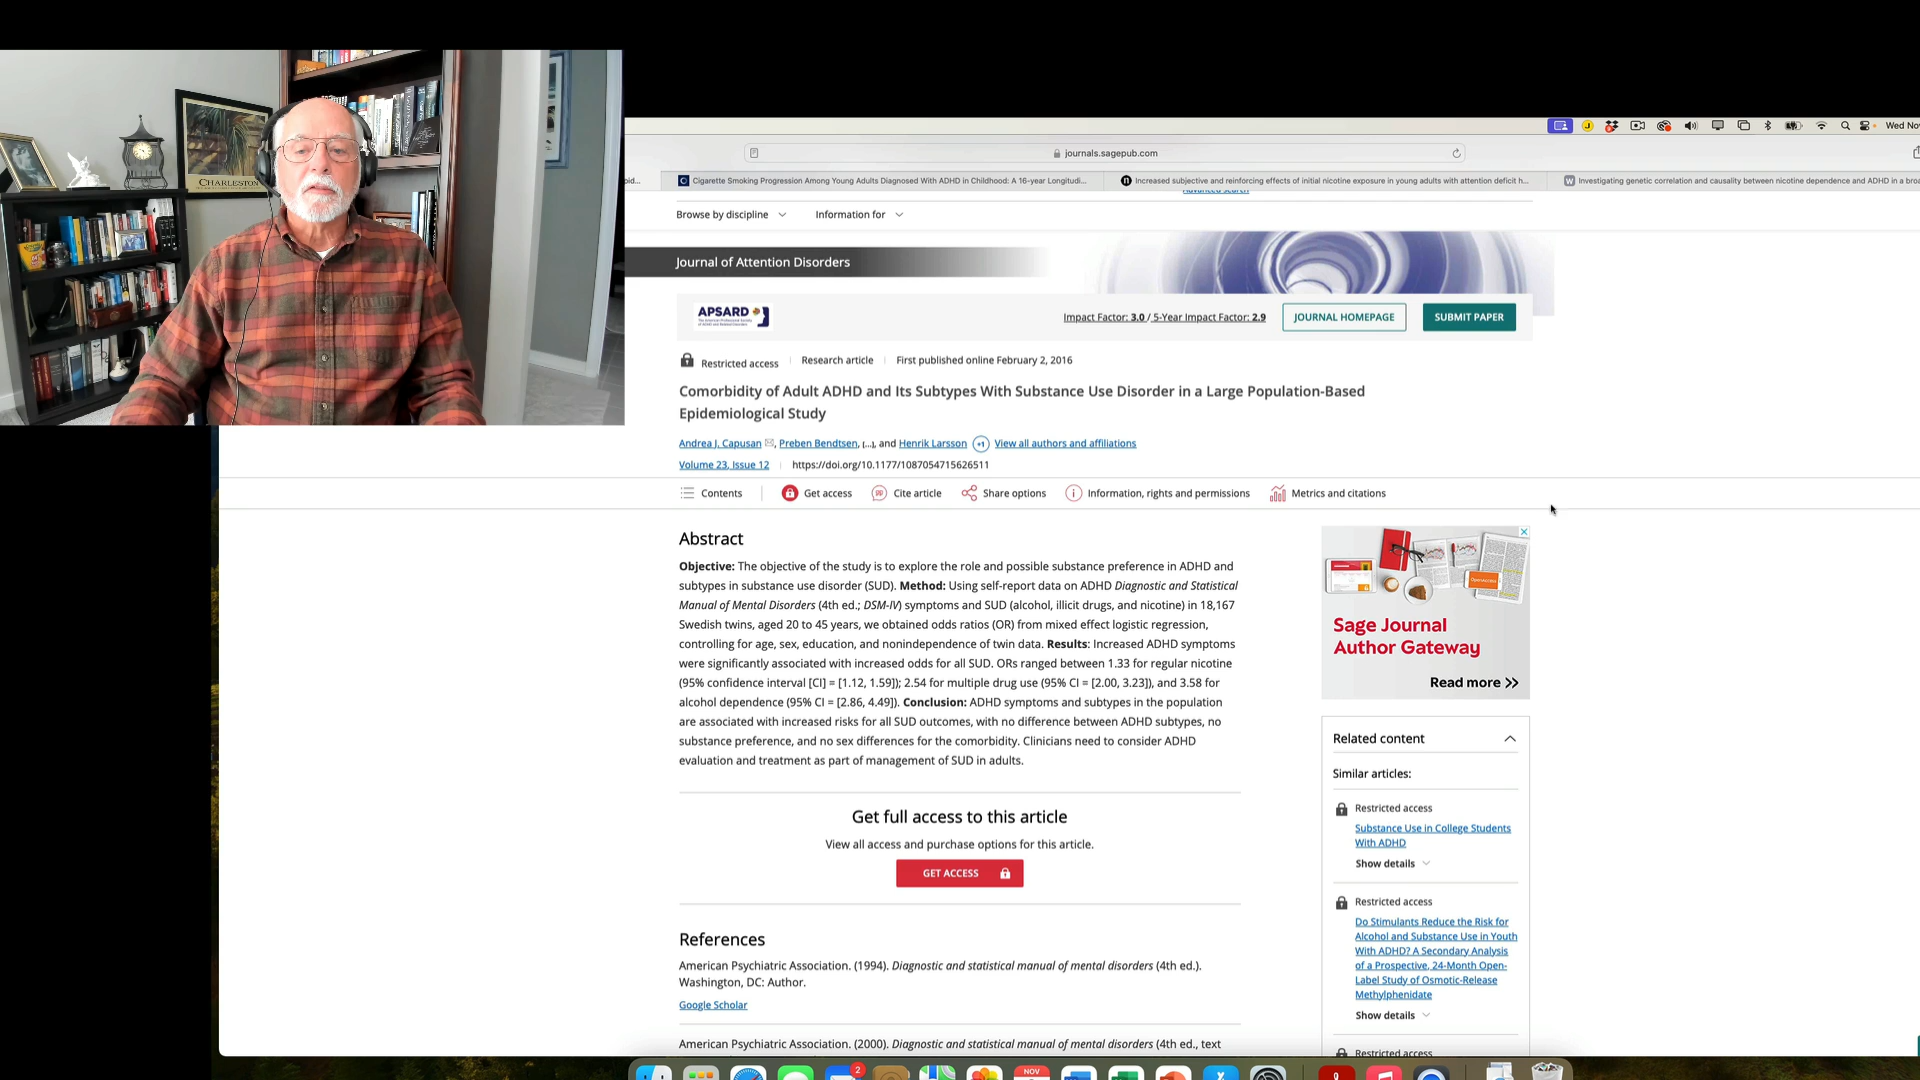 CHARLESTON
Wed Nov
journals.sagepub.com
Cigarette Smoking Progression Among Young Adults Diagnosed With ADHD in Childhood: A 16-year Longitudi...
Increased subjective and reinforcing effects of initial nicotine exposure in young adults with attention deficit h...
Investigating genetic correlation and causality between nicotine dependence and ADHD in a broa
Advanced search
Browse by discipline
Information for
Journal of Attention Disorders
APSARD
Impact Factor: 3.0 / 5-Year Impact Factor: 2.9
JOURNAL HOMEPAGE
SUBMIT PAPER
Restricted access
Research article
First published online February 2, 2016
Comorbidity of Adult ADHD and Its Subtypes With Substance Use Disorder in a Large Population-Based
Epidemiological Study
Andrea J. Capusan, Preben Bendtsen, (...), and Henrik Larsson +1 View all authors and affiliations
Volume 23, Issue 12
https://doi.org/10.1177/1087054715626511
Contents
Get access
Cite article
Share options
Information, rights and permissions
Metrics and citations
Abstract
Objective: The objective of the study is to explore the role and possible substance preference in ADHD and
subtypes in substance use disorder (SUD). Method: Using self-report data on ADHD Diagnostic and Statistical
Manual of Mental Disorders (4th ed.; DSM-IV) symptoms and SUD (alcohol, illicit drugs, and nicotine) in 18,167
Swedish twins, aged 20 to 45 years, we obtained odds ratios (OR) from mixed effect logistic regression,
controlling for age, sex, education, and nonindependence of twin data. Results: Increased ADHD symptoms
were significantly associated with increased odds for all SUD. ORs ranged between 1.33 for regular nicotine
(95% confidence interval [CI] = [1.12, 1.59]); 2.54 for multiple drug use (95% CI = [2.00, 3.23]), and 3.58 for
alcohol dependence (95% CI = [2.86, 4.49]). Conclusion: ADHD symptoms and subtypes in the population
are associated with increased risks for all SUD outcomes, with no difference between ADHD subtypes, no
substance preference, and no sex differences for the comorbidity. Clinicians need to consider ADHD
evaluation and treatment as part of management of SUD in adults.
Get full access to this article
View all access and purchase options for this article.
GET ACCESS
References
American Psychiatric Association. (1994). Diagnostic and statistical manual of mental disorders (4th ed.).
Washington, DC: Author.
Google Scholar
American Psychiatric Association. (2000). Diagnostic and statistical manual of mental disorders (4th ed., text
Sage Journal
Author Gateway
Read more >>
Related content
Similar articles:
Restricted access
Substance Use in College Students
With ADHD
Show details
Restricted access
Do Stimulants Reduce the Risk for
Alcohol and Substance Use in Youth
With ADHD? A Secondary Analysis
of a Prospective, 24-Month Open-
Label Study of Osmotic-Release
Methylphenidate
Show details
Restricted access
2
NOV